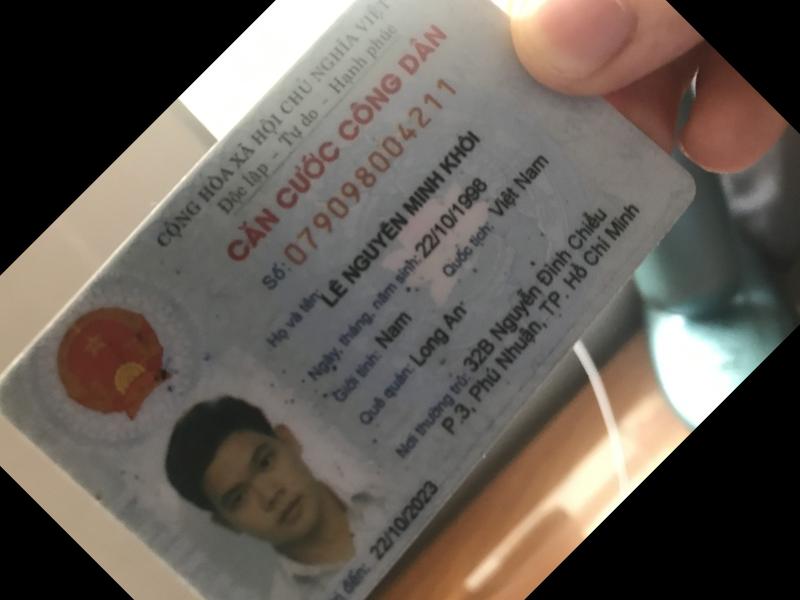 CỘNG HÒA XÃ HỘI CHỦ NGHĨA VIỆT
Độc lập - Tự do - Hạnh phúc
CĂN CƯỚC CÔNG DÂN
Số: 079098004211
Họ và tên: LÊ NGUYÊN MINH KHÔI
Ngày, tháng, năm sinh: 22/10/1998
Giới tính: Nam Quốc tịch: Việt Nam
Quê quán: Long An
Nơi thường trú: 32B Nguyễn Đình Chiểu
P.3, Phú Nhuận, TP. Hồ Chí Minh
đến: 22/10/2023